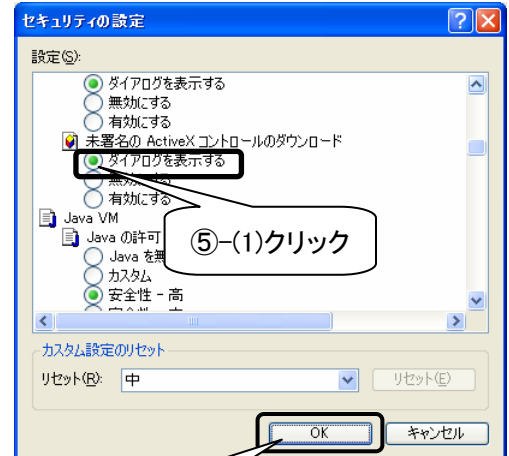 セキュリティの設定
設定(S):
ダイアログを表示する
無効にする
有効にする
未署名の ActiveX コントロールのダウンロード
ダイアログを表示する
無効にする
有効にする
Java VM
Java の許可
Java を無
カスタム
安全性 - 高
⑤-(1)クリック
カスタム設定のリセット
リセット(R): 中 リセット(E)
OK キャンセル